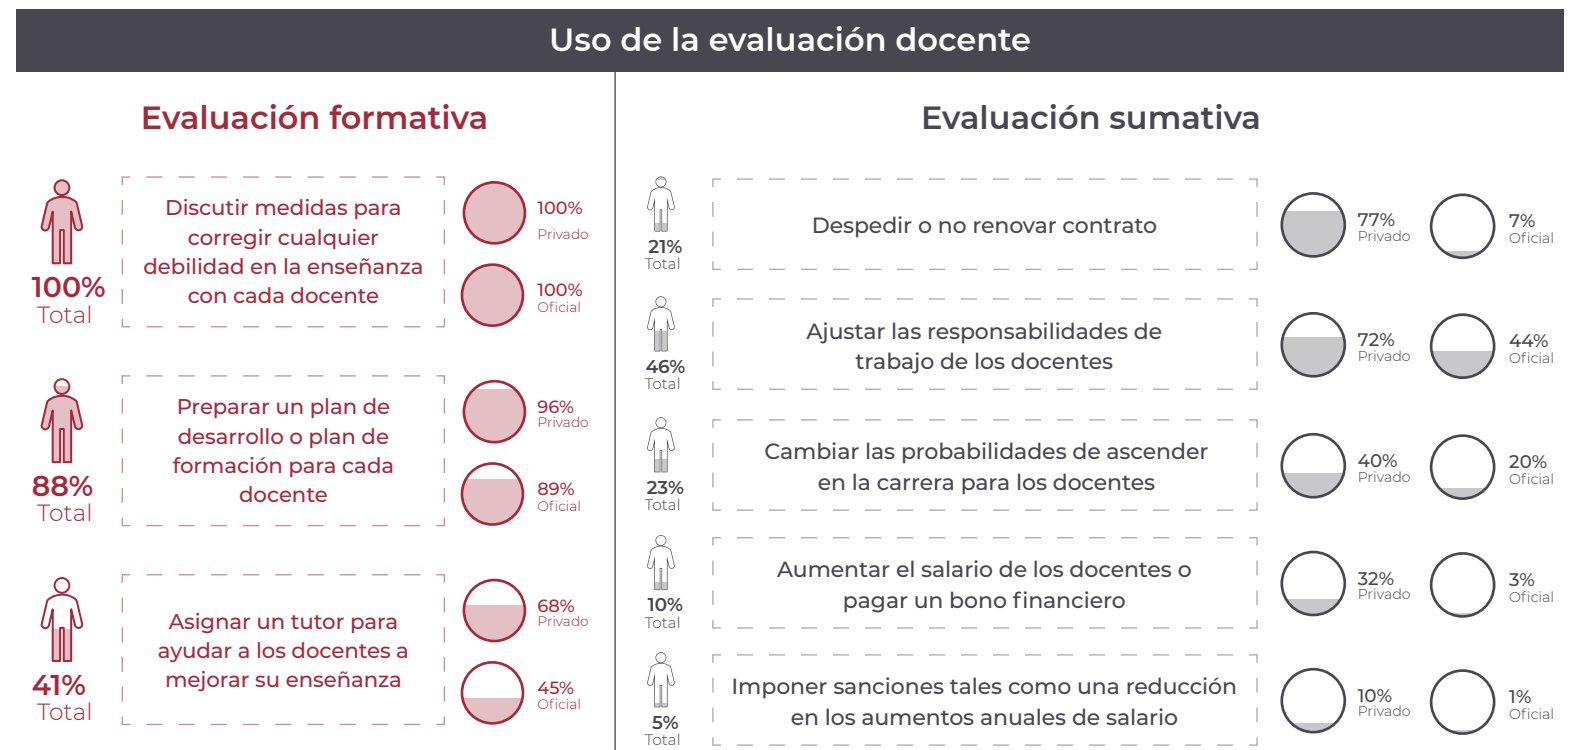 Uso de la evaluación docente
Evaluación formativa
100%
Total
Discutir medidas para
corregir cualquier
debilidad en la enseñanza
con cada docente
100%
Privado
100%
Oficial
88%
Total
Preparar un plan de
desarrollo o plan de
formación para cada
docente
96%
Privado
89%
Oficial
41%
Total
Asignar un tutor para
ayudar a los docentes a
mejorar su enseñanza
68%
Privado
45%
Oficial
Evaluación sumativa
21%
Total
Despedir o no renovar contrato
77%
Privado
7%
Oficial
46%
Total
Ajustar las responsabilidades de
trabajo de los docentes
72%
Privado
44%
Oficial
23%
Total
Cambiar las probabilidades de ascender
en la carrera para los docentes
40%
Privado
20%
Oficial
10%
Total
Aumentar el salario de los docentes o
pagar un bono financiero
32%
Privado
3%
Oficial
5%
Total
Imponer sanciones tales como una reducción
en los aumentos anuales de salario
10%
Privado
1%
Oficial